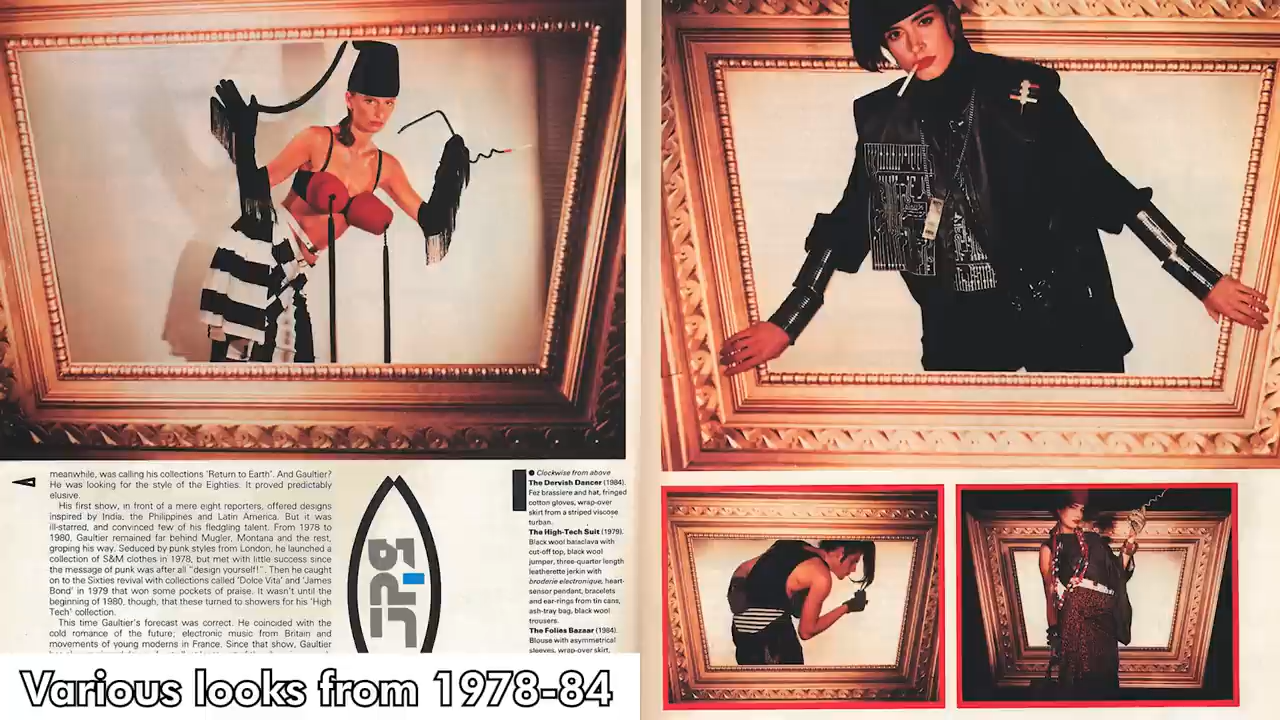 meanwhile, was calling his collections 'Return to Earth'. And Gaultier?
He was looking for the style of the Eighties. It proved predictably
elusive.
His first show, in front of a mere eight reporters, offered designs
inspired by India, the Philippines and Latin America. But it was
ill-starred, and convinced few of his fledgling talent. From 1978 to
1980, Gaultier remained far behind Mugler, Montana and the rest,
groping his way. Seduced by punk styles from London, he launched a
collection of S&M clothes in 1978, but met with little success since
the message of punk was after all "design yourself!". Then he caught
on to the Sixties revival with collections called 'Dolce Vita' and 'James
Bond' in 1979 that won some pockets of praise. It wasn't until the
beginning of 1980, though, that these turned to showers for his 'High
Tech' collection.
This time Gaultier's forecast was correct. He coincided with the
cold romance of the future; electronic music from Britain and
movements of young moderns in France. Since that show, Gaultier
JPG
Clockwise from above
The Dervish Dancer (1984).
Fez brassiere and hat, fringed
cotton gloves, wrap-over
skirt from a striped viscose
turban.
The High-Tech Suit (1979).
Black wool balaclava with
cut-off top, black wool
jumper, three-quarter length
leatherette jerkin with
broderie electronique, heart-
sensor pendant, bracelets
and ear-rings from tin cans,
ash-tray bag, black wool
trousers.
The Folies Bazaar (1984).
Blouse with asymmetrical
sleeves, wrap-over skirt,
Various looks from 1978-84